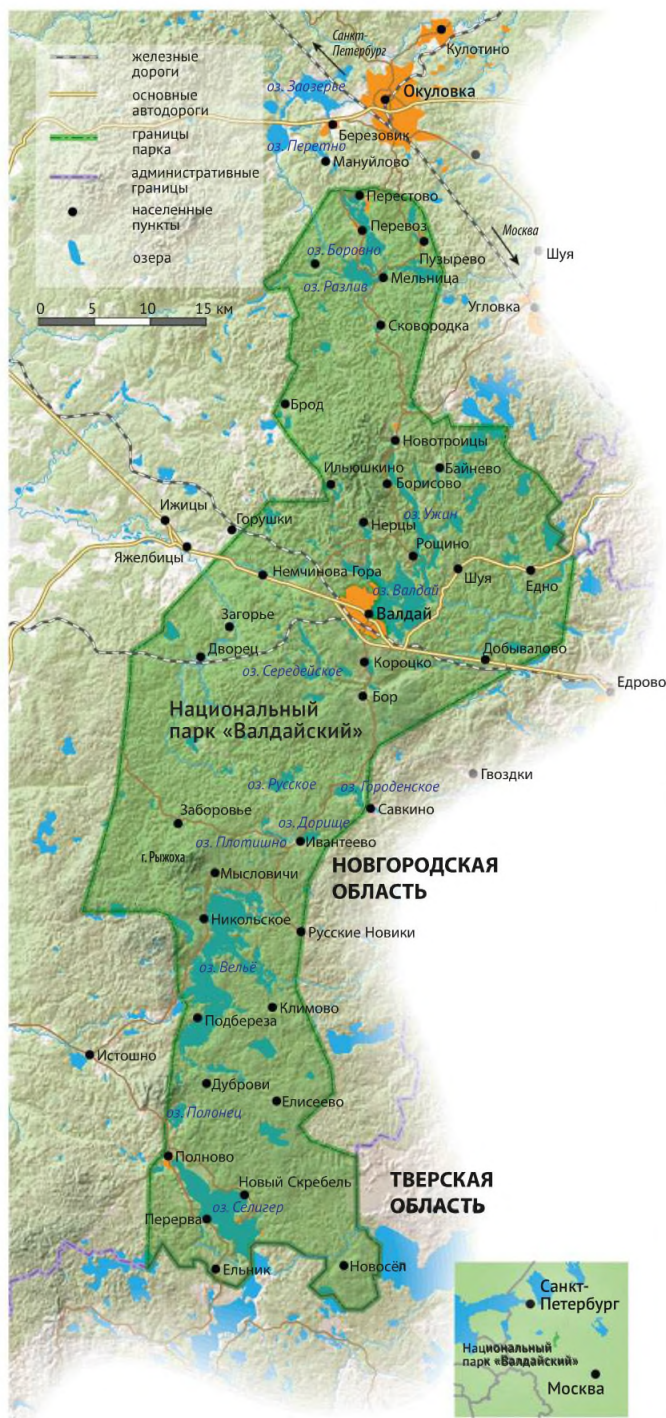 железные
дороги
основные
автодороги
границы
парка
административные
границы
населенные
пункты
озера
0 5 10 15 км
Санкт-
Петербург
Кулотино
оз. Заозерье
Окуловка
Березовик
оз. Перетно
Мануйлово
Перестово
Перевоз
Москва
Пузырево
Шуя
оз. Боровно
Мельница
оз. Разлив
Угловка
Сковородка
Брод
Новотроицы
Байнево
Ильюшкино
Борисово
Ижицы
Горушки
Нерцы
оз. Ужин
Яжелбицы
Рощино
Немчинова Гора
Шуя
Едно
оз. Валдай
Валдай
Загорье
Дворец
Короцко
Добывалово
оз. Середейское
Едрово
Бор
Национальный
парк «Валдайский»
Гвоздки
оз. Русское
оз. Городенское
Заборовье
Савкино
оз. Дорище
оз. Плотишно
Ивантеево
г. Рыжоха
Мысловичи
НОВГОРОДСКАЯ
ОБЛАСТЬ
Никольское
Русские Новики
оз. Вельё
Климово
Подбереза
Истошно
Дуброви
Елисеево
оз. Полонец
Полново
Новый Скребель
ТВЕРСКАЯ
ОБЛАСТЬ
оз. Селигер
Перерва
Ельник
Новосёл
Санкт-
Петербург
Национальный
парк «Валдайский»
Москва